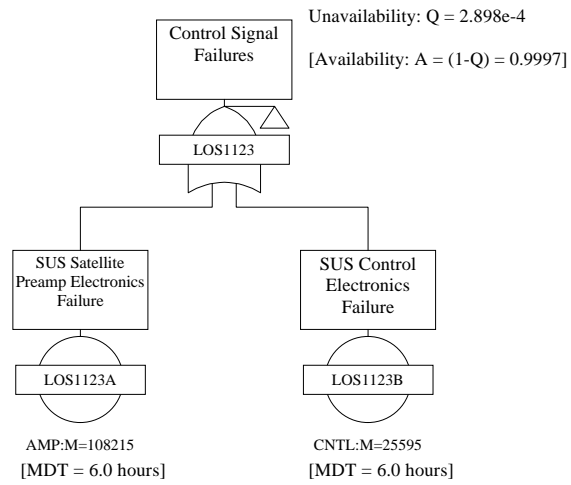 Unavailability: Q = 2.898e-4
[Availability: A = (1-Q) = 0.9997]
Control Signal
Failures
LOS1123
SUS Satellite
Preamp Electronics
Failure
LOS1123A
AMP:M=108215
[MDT = 6.0 hours]
SUS Control
Electronics
Failure
LOS1123B
CNTL:M=25595
[MDT = 6.0 hours]